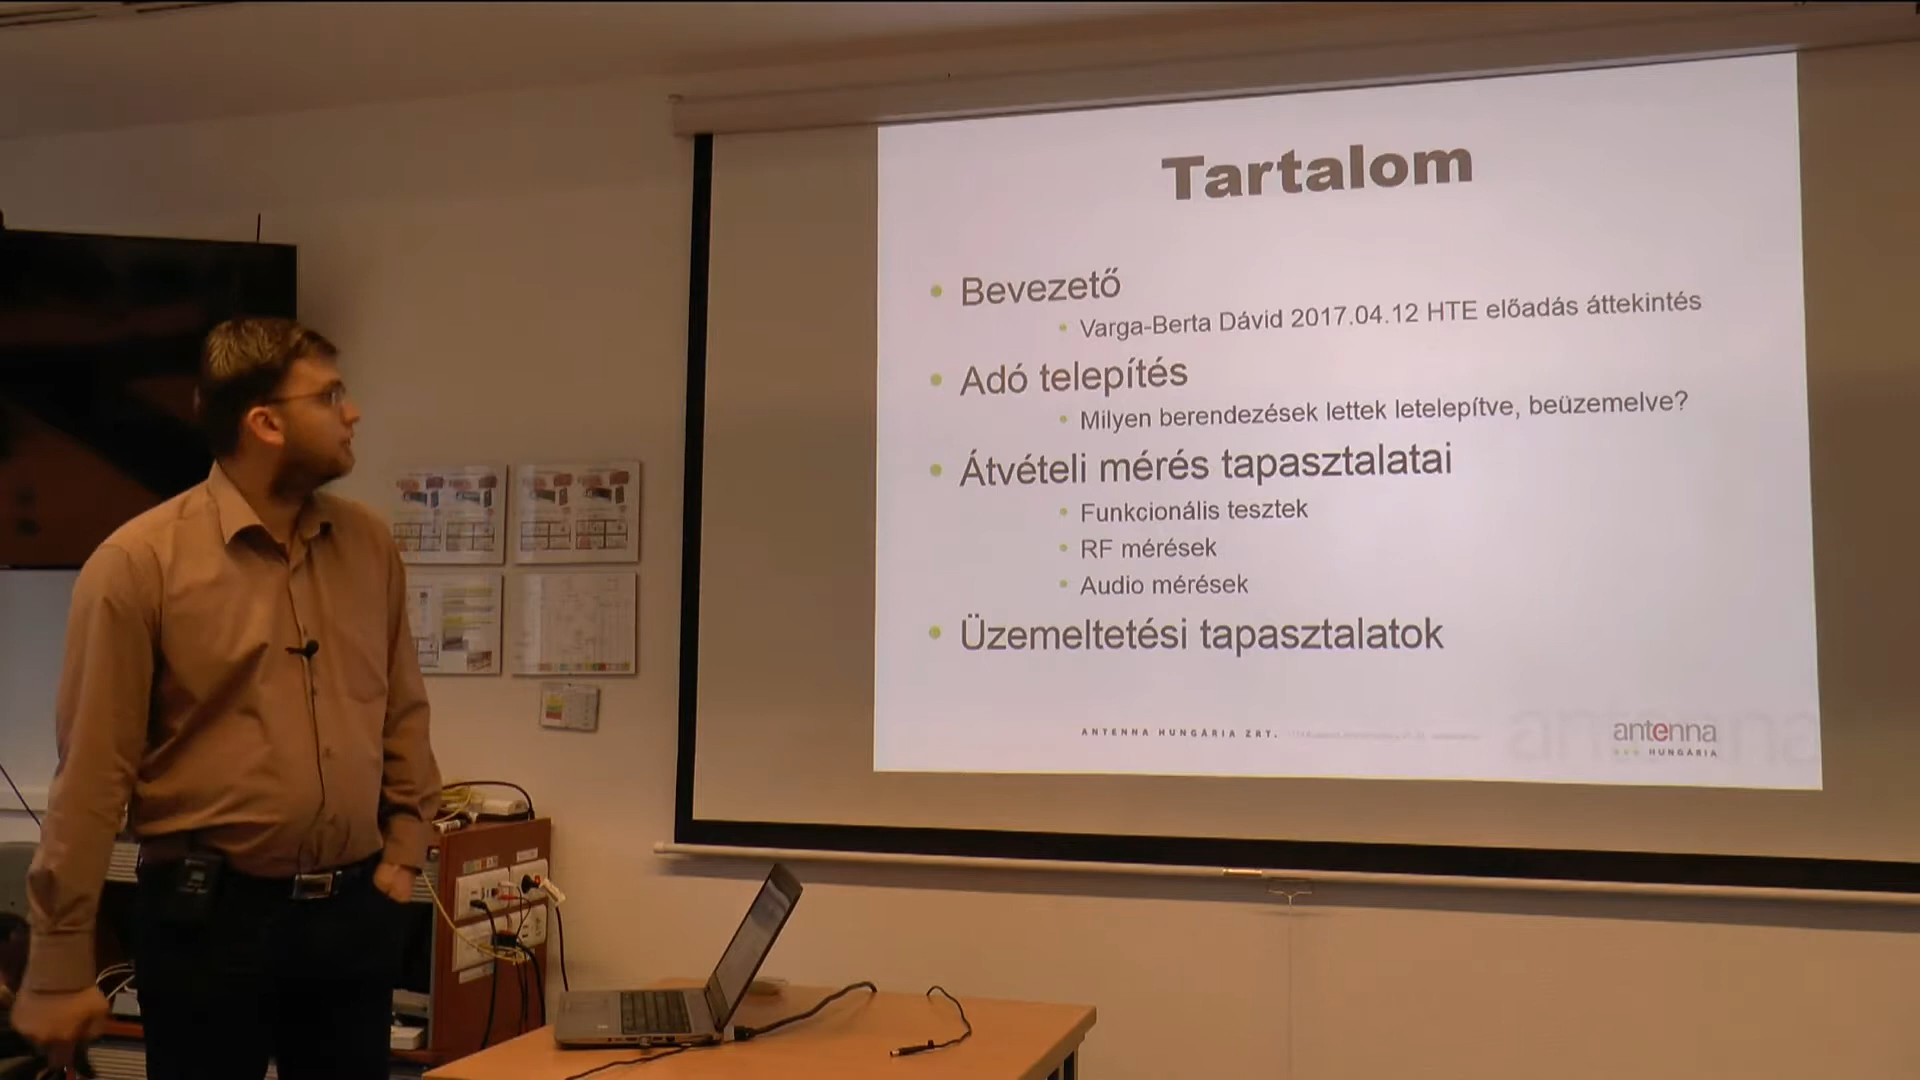 Tartalom
Bevezető
Varga-Berta Dávid 2017.04.12 HTE előadás áttekintés
Adó telepítés
Milyen berendezések lettek letelepítve, beüzemelve?
Átvételi mérés tapasztalatai
Funkcionális tesztek
RF mérések
Audio mérések
Üzemeltetési tapasztalatok
ANTENNA HUNGÁRIA ZRT.
antenna
HUNGÁRIA